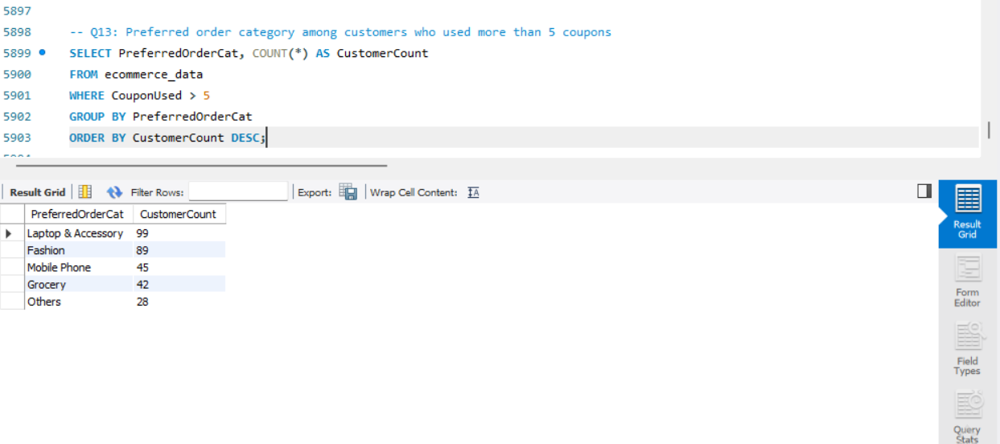 5897
5898 -- Q13: Preferred order category among customers who used more than 5 coupons
5899 SELECT PreferredOrderCat, COUNT(*) AS CustomerCount
5900 FROM ecommerce_data
5901 WHERE CouponUsed > 5
5902 GROUP BY PreferredOrderCat
5903 ORDER BY CustomerCount DESC;
Result Grid Filter Rows: Export: Wrap Cell Content: IA
PreferredOrderCat CustomerCount
Laptop & Accessory 99
Fashion 89
Mobile Phone 45
Grocery 42
Others 28
Result
Grid
Form
Editor
Field
Types
Query
Stats